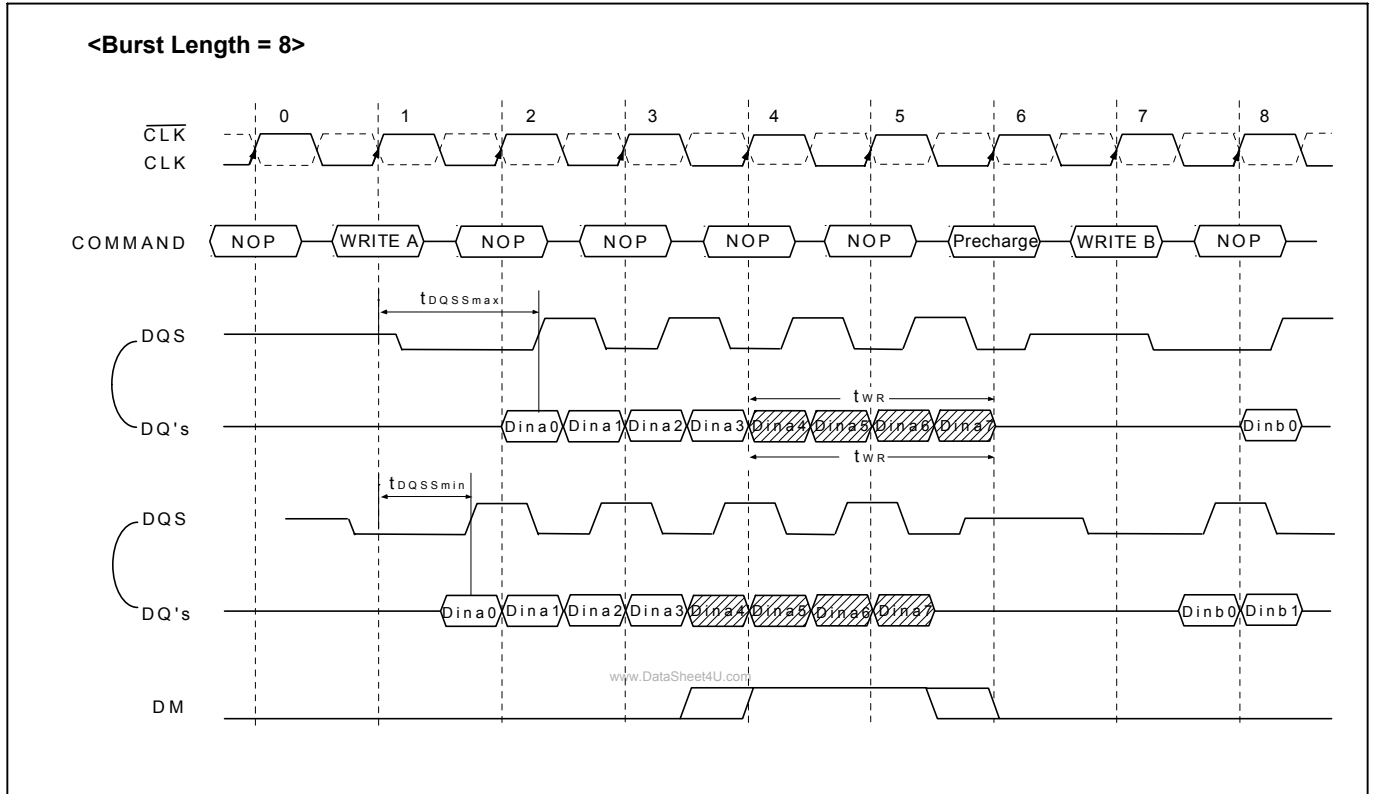 <Burst Length = 8>
0 1 2 3 4 5 6 7 8
CLK
CLK
COMMAND NOP WRITE A NOP NOP NOP NOP Precharge WRITE B NOP
tDQSSmax
DQS
tWR
DQ's Dina0 Dina1 Dina2 Dina3 Dina4 Dina5 Dina6 Dina7 Dinb0
tWR
tDQSSmin
DQS
DQ's Dina0 Dina1 Dina2 Dina3 Dina4 Dina5 Dina6 Dina7 Dinb0 Dinb1
www.DataSheet4U.com
DM